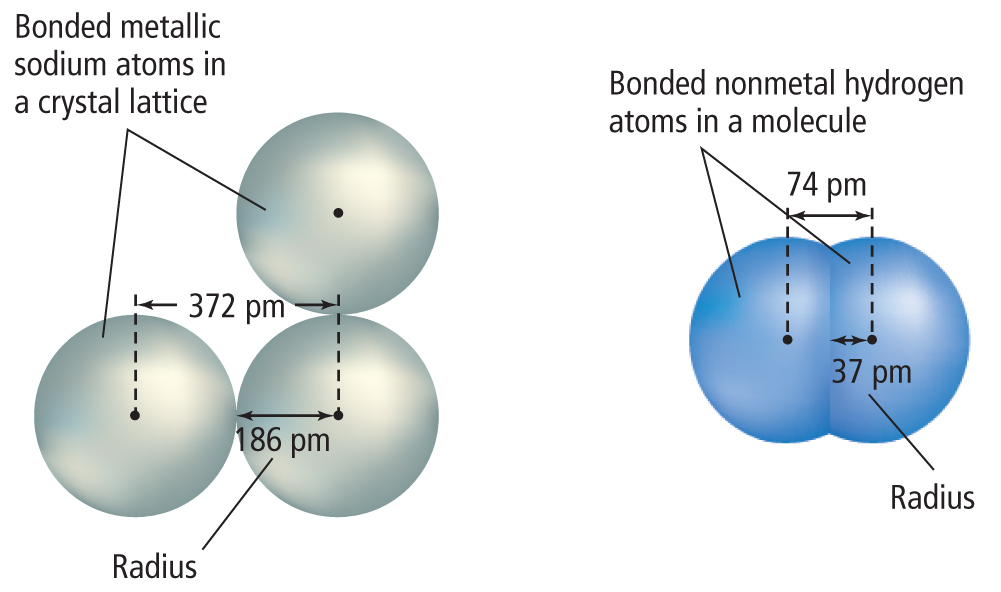 Bonded metallic
sodium atoms in
a crystal lattice
372 pm
186 pm
Radius
Bonded nonmetal hydrogen
atoms in a molecule
74 pm
37 pm
Radius